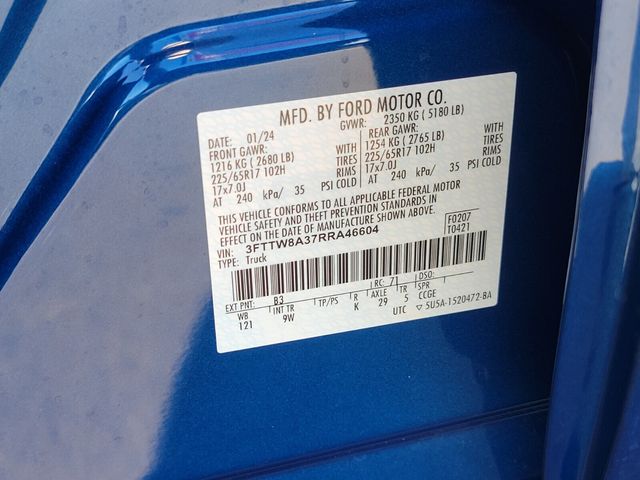 MFD. BY FORD MOTOR CO.
DATE: 01/24 GVWR: 2350 KG ( 5180 LB)
FRONT GAWR: WITH REAR GAWR: WITH
1216 KG ( 2680 LB) TIRES 1254 KG ( 2765 LB) TIRES
225/65R17 102H RIMS 225/65R17 102H RIMS
17x7.0J 17x7.0J
AT 240 kPa/ 35 PSI COLD AT 240 kPa/ 35 PSI COLD
THIS VEHICLE CONFORMS TO ALL APPLICABLE FEDERAL MOTOR
VEHICLE SAFETY AND THEFT PREVENTION STANDARDS IN
EFFECT ON THE DATE OF MANUFACTURE SHOWN ABOVE.
VIN: 3FTTW8A37RRA46604 F0207
TYPE: Truck T0421
EXT PNT: B3 RC: 71 DSO:
WB INT TR TP/PS R AXLE TR SPR
121 9W K 29 5 CCGE
UTC ▽ 5U5A-1520472-BA